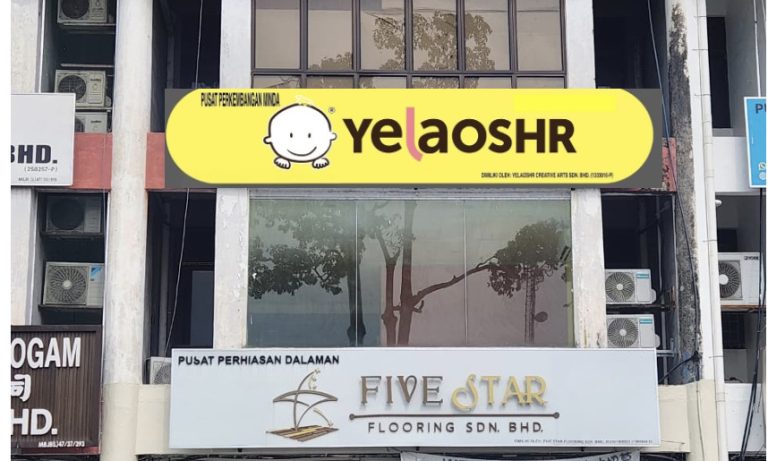 PUSAT PERKEMBANGAN MINDA
YeLaOSHR
®
DIMILIKI OLEH: YELAOSHR CREATIVE ARTS SDN. BHD.
BHD.
(258257-P)
PUSAT PERHIASAN DALAMAN
FIVE STAR
FLOORING SDN. BHD.
OGAM
HD.